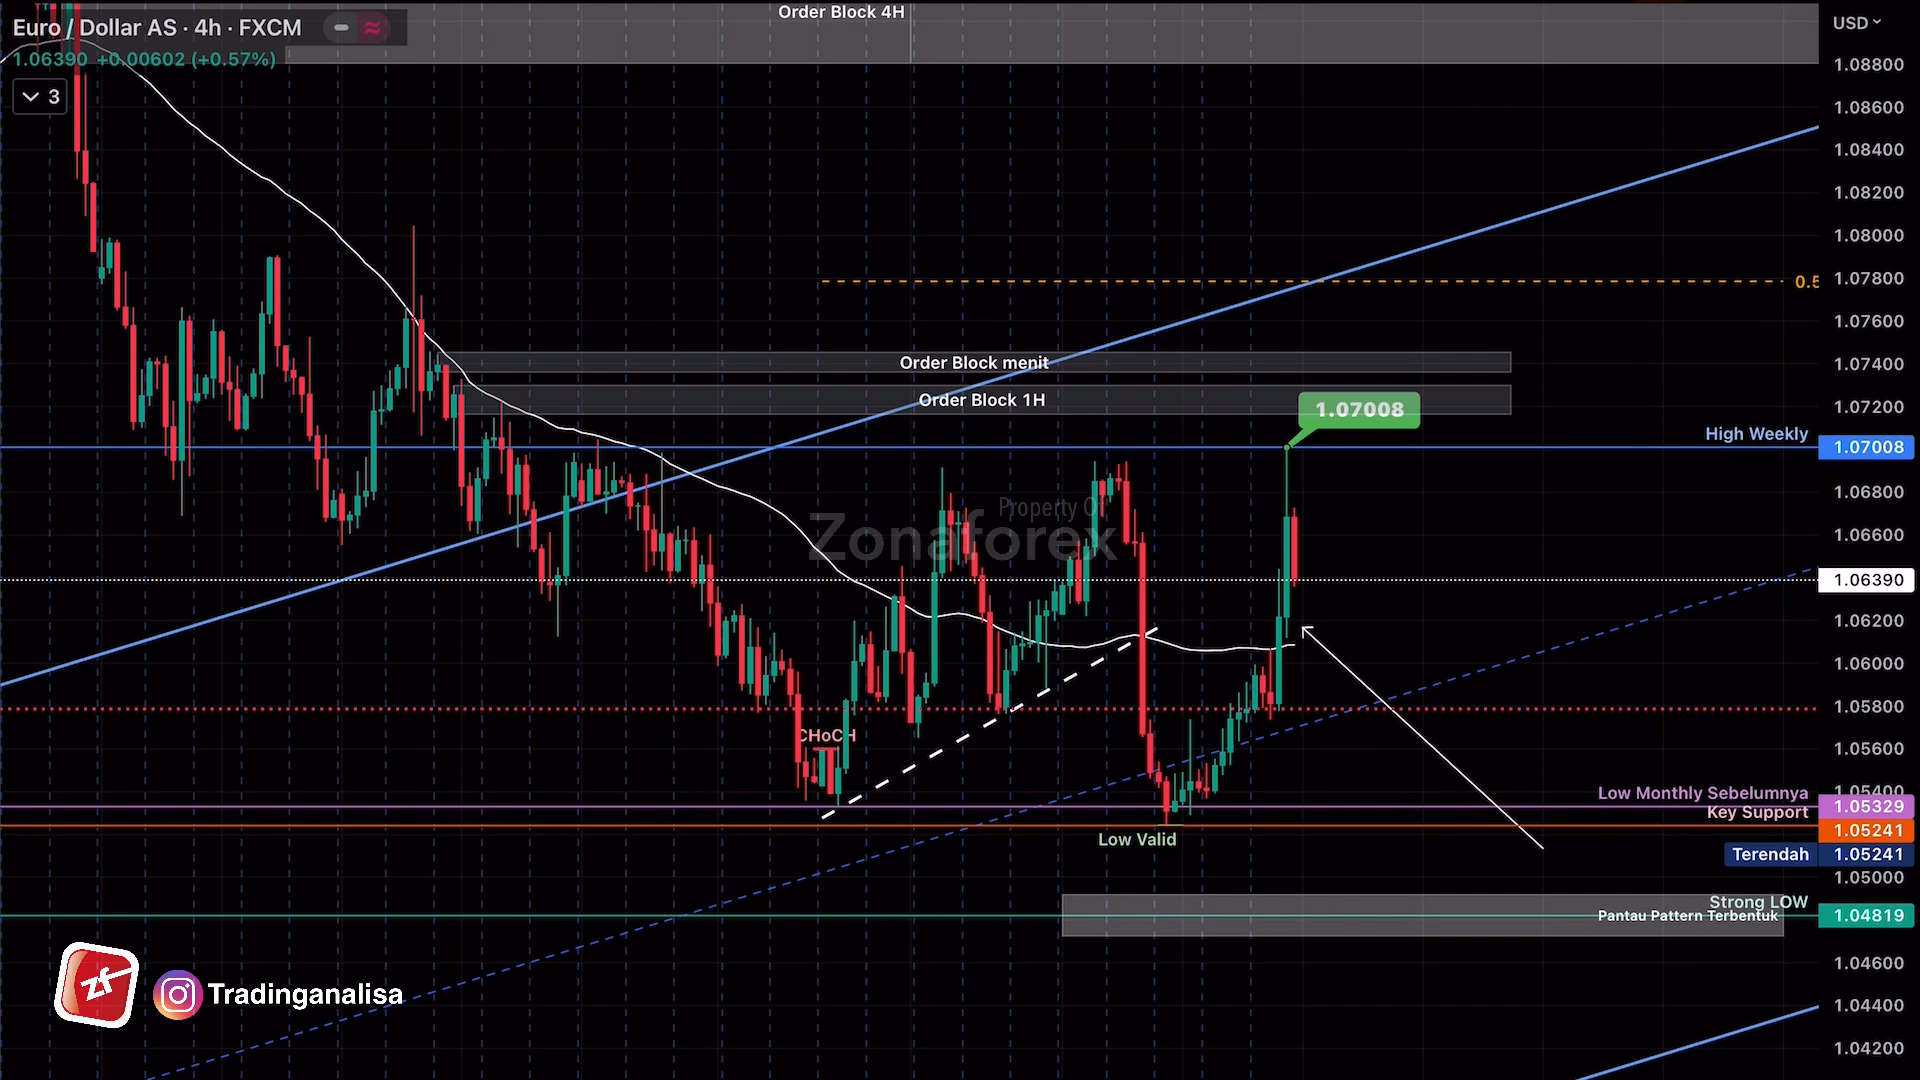 Order Block 4H
Euro / Dollar AS · 4h · FXCM
USD
1.06390 +0.00602 (+0.57%)
3
1.08800
1.08600
1.08400
1.08200
1.08000
1.07800
0.5
1.07600
Order Block menit
1.07400
Order Block 1H
1.07200
1.07008
High Weekly
1.07008
1.06800
Property Of
Zonaforex
1.06600
1.06390
1.06200
1.06000
1.05800
CHoCH
1.05600
1.05400
Low Monthly Sebelumnya
1.05329
Key Support
1.05241
Low Valid
Terendah
1.05241
1.05000
Strong LOW
Pantau Pattern Terbentuk
1.04819
1.04600
zf
Tradinganalisa
1.04400
1.04200